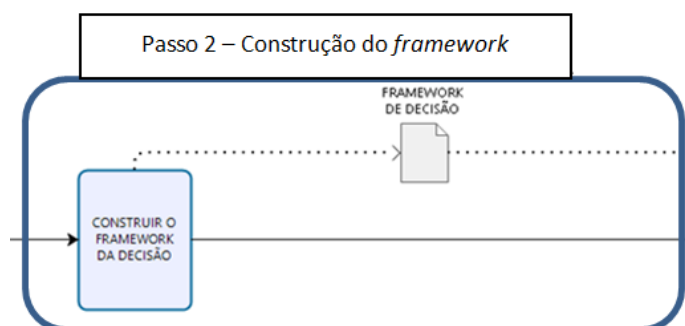 Passo 2 – Construção do framework
FRAMEWORK
DE DECISÃO
CONSTRUIR O
FRAMEWORK
DA DECISÃO